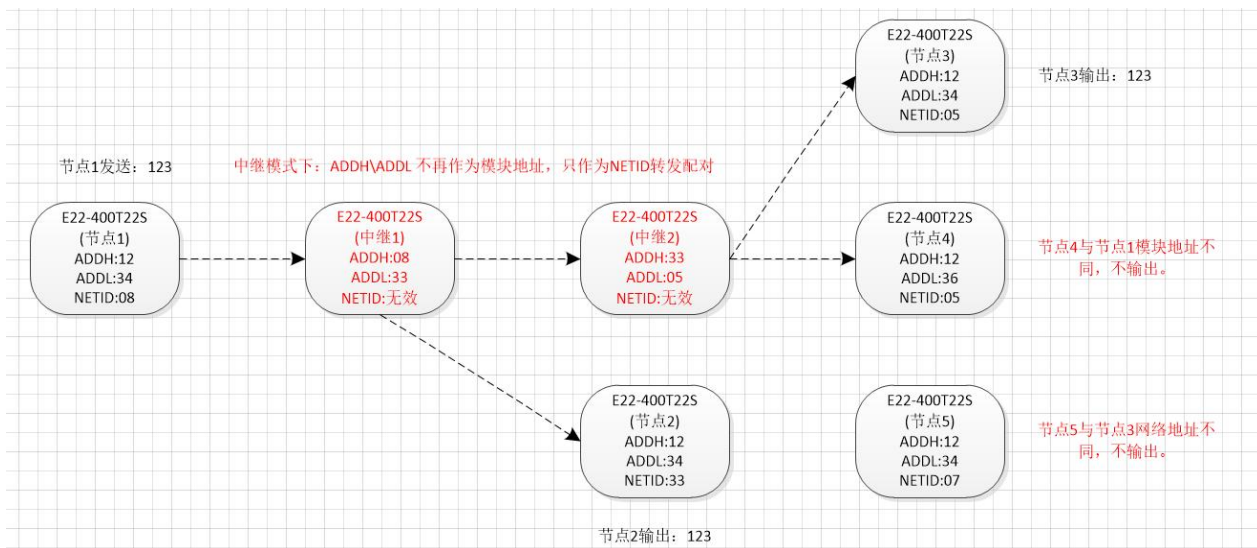 E22-400T22S
(节点3)
ADDH:12
ADDL:34
NETID:05
节点3输出：123
节点1发送：123
中继模式下：ADDH\ADDL 不再作为模块地址，只作为NETID转发配对
E22-400T22S
(节点1)
ADDH:12
ADDL:34
NETID:08
E22-400T22S
(中继1)
ADDH:08
ADDL:33
NETID:无效
E22-400T22S
(中继2)
ADDH:33
ADDL:05
NETID:无效
E22-400T22S
(节点4)
ADDH:12
ADDL:36
NETID:05
节点4与节点1模块地址不
同，不输出。
E22-400T22S
(节点2)
ADDH:12
ADDL:34
NETID:33
E22-400T22S
(节点5)
ADDH:12
ADDL:34
NETID:07
节点5与节点3网络地址不
同，不输出。
节点2输出：123